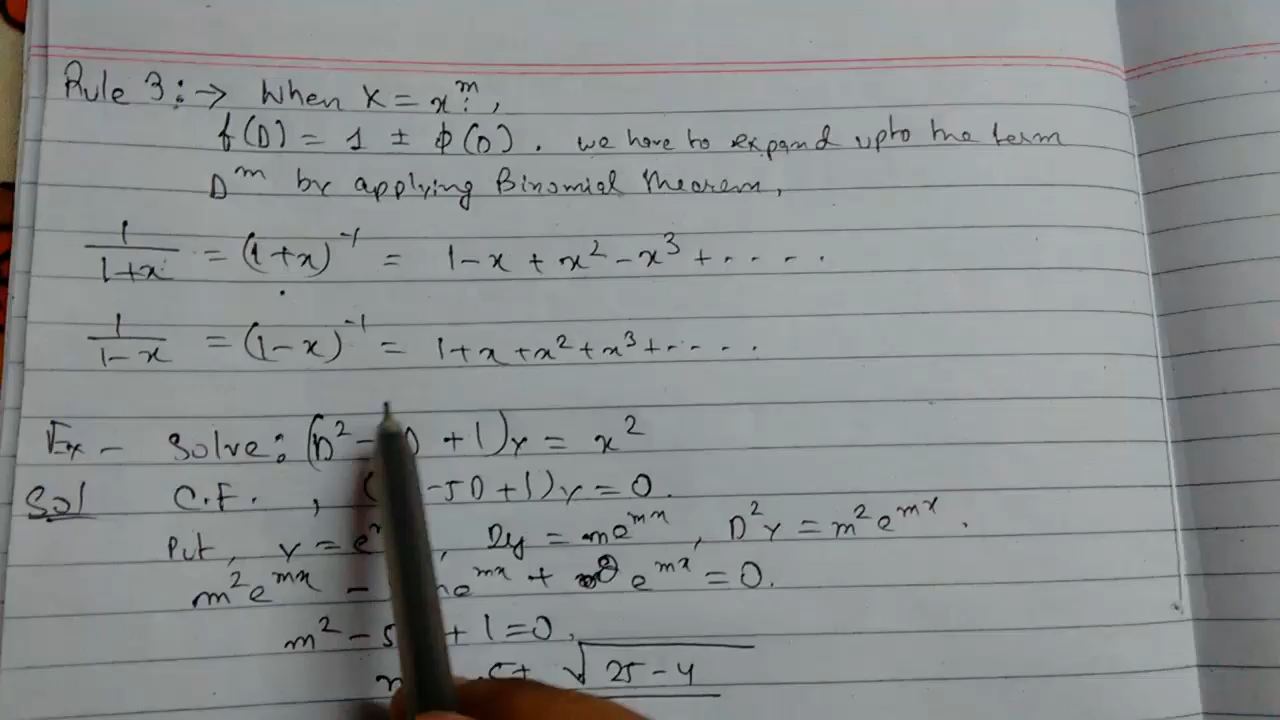 Rule 3:→ When X = x^m,
f(D) = 1 ± φ(D). we have to expand upto the term
D^m by applying Binomial Theorem,
1/(1+x) = (1+x)^-1 = 1-x+x^2-x^3+.....
1/(1-x) = (1-x)^-1 = 1+x+x^2+x^3+.....
Ex - Solve: (D^2 - D +1)y = x^2
Sol C.F. , ( -5D+1)y=0.
Put, y=e , Dy = me^mx, D^2y = m^2e^mx.
m^2e^mx - e^mx + e^mx = 0.
m^2 - 5 + 1 = 0,
5+ √25-4